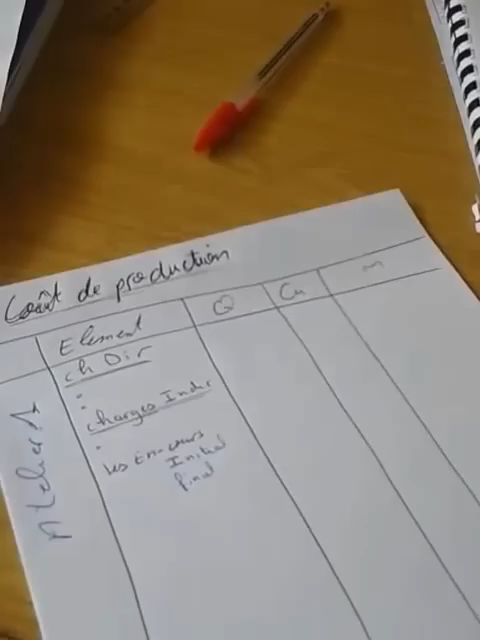 Coût de production
Element Q Cu m
ch Dir
charges Indir
les En-cours
Initial
final
Atelier 1